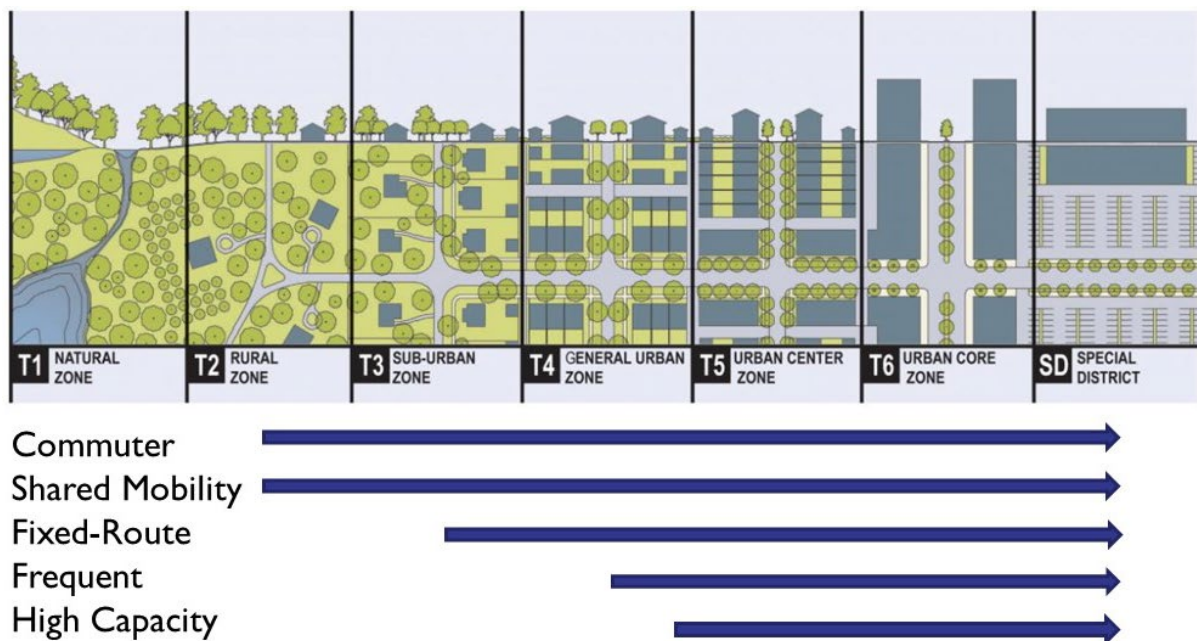 T1 NATURAL
ZONE
T2 RURAL
ZONE
T3 SUB-URBAN
ZONE
T4 GENERAL URBAN
ZONE
T5 URBAN CENTER
ZONE
T6 URBAN CORE
ZONE
SD SPECIAL
DISTRICT
Commuter
Shared Mobility
Fixed-Route
Frequent
High Capacity